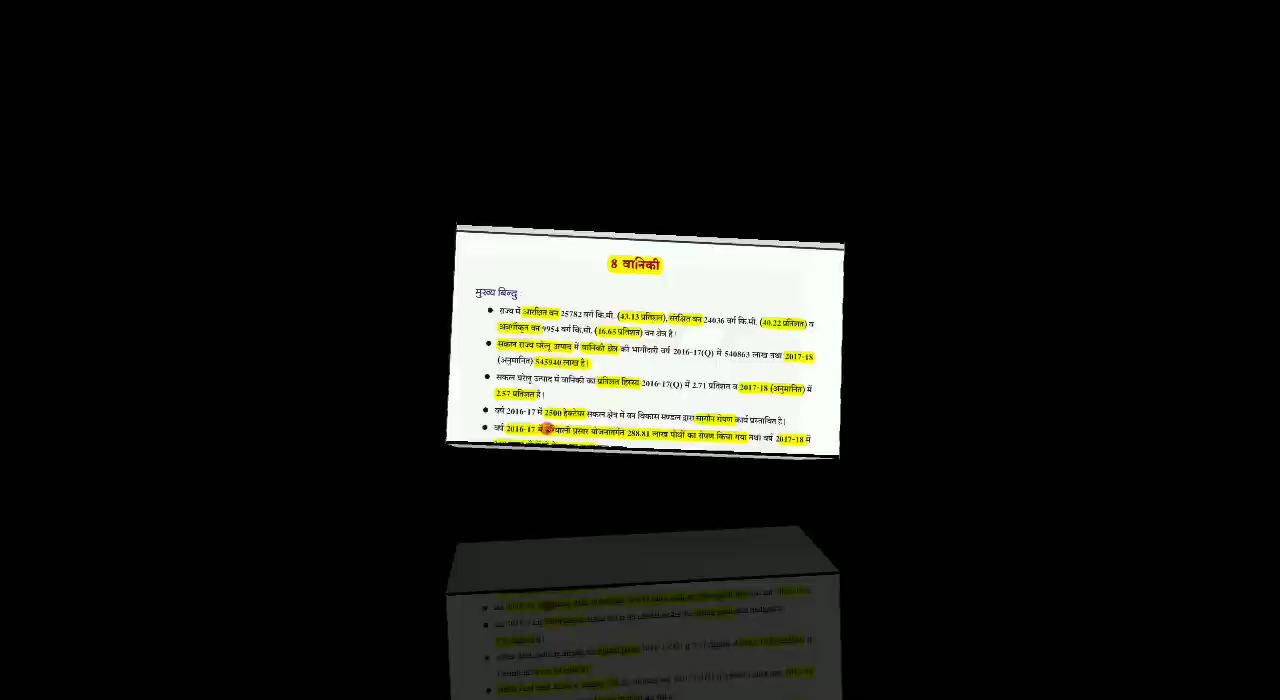 8 वानिकी
मुख्य बिन्दु :
● राज्य में आरक्षित वन 25782 वर्ग कि.मी. (43.13 प्रतिशत), संरक्षित वन 24036 वर्ग कि.मी. (40.22 प्रतिशत) व
अवर्गीकृत वन 9954 वर्ग कि.मी. (16.65 प्रतिशत) वन क्षेत्र है।
● सकल राज्य घरेलू उत्पाद में वानिकी क्षेत्र की भागीदारी वर्ष 2016-17(Q) में 540863 लाख तथा 2017-18
(अनुमानित) 545940 लाख है।
● सकल घरेलू उत्पाद में वानिकी का प्रतिशत हिस्सा 2016-17(Q) में 2.71 प्रतिशत व 2017-18 (अनुमानित) में
2.57 प्रतिशत है।
● वर्ष 2016-17 में 2500 हेक्टेयर सकल क्षेत्र में वन विकास मण्डल द्वारा सागौन रोपण कार्य प्रस्तावित है।
● वर्ष 2016-17 में प्रसार योजनांतर्गत 288.81 लाख पौधों का रोपण किया गया तथा वर्ष 2017-18 में